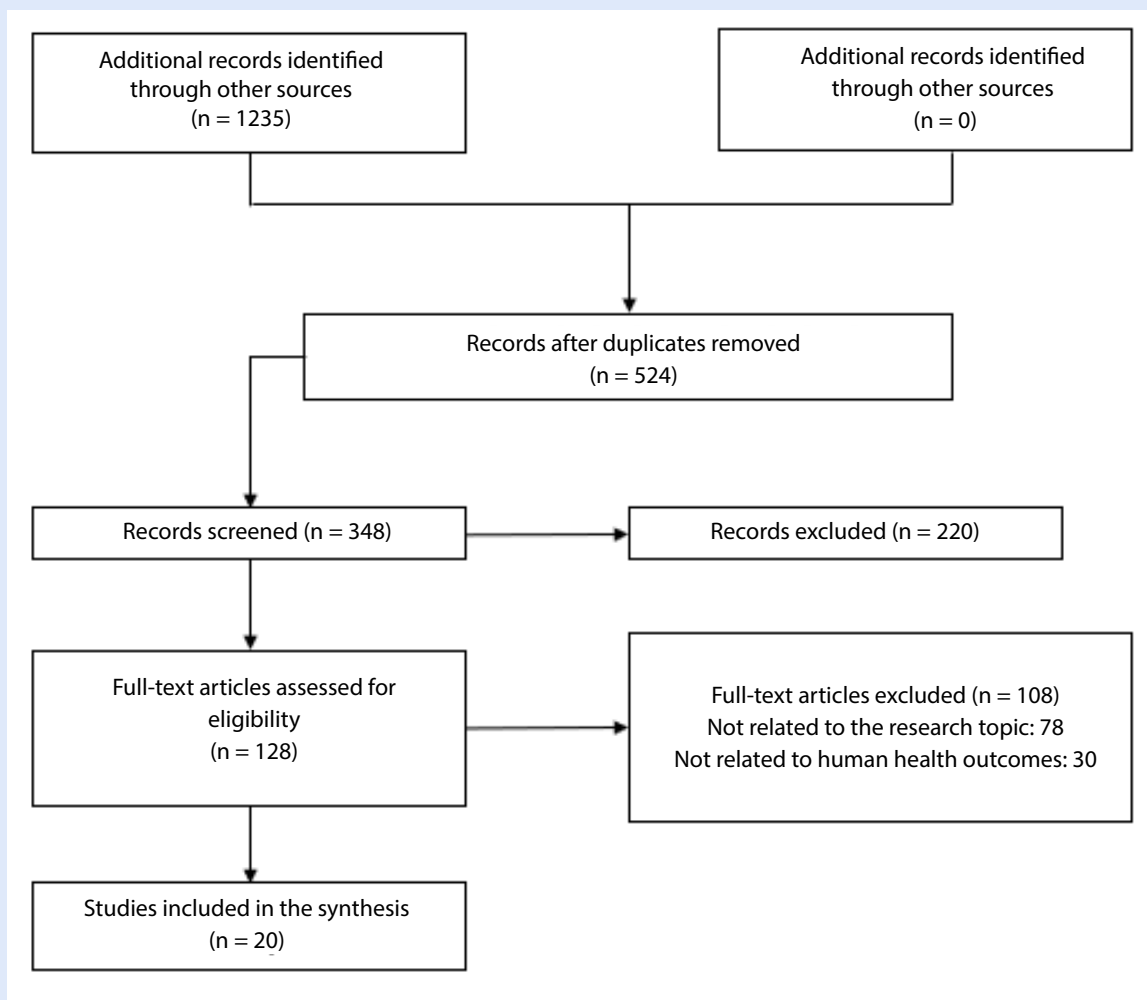 Additional records identified
through other sources
(n = 1235)
Additional records identified
through other sources
(n = 0)
Records after duplicates removed
(n = 524)
Records screened (n = 348)
Records excluded (n = 220)
Full-text articles assessed for
eligibility
(n = 128)
Full-text articles excluded (n = 108)
Not related to the research topic: 78
Not related to human health outcomes: 30
Studies included in the synthesis
(n = 20)